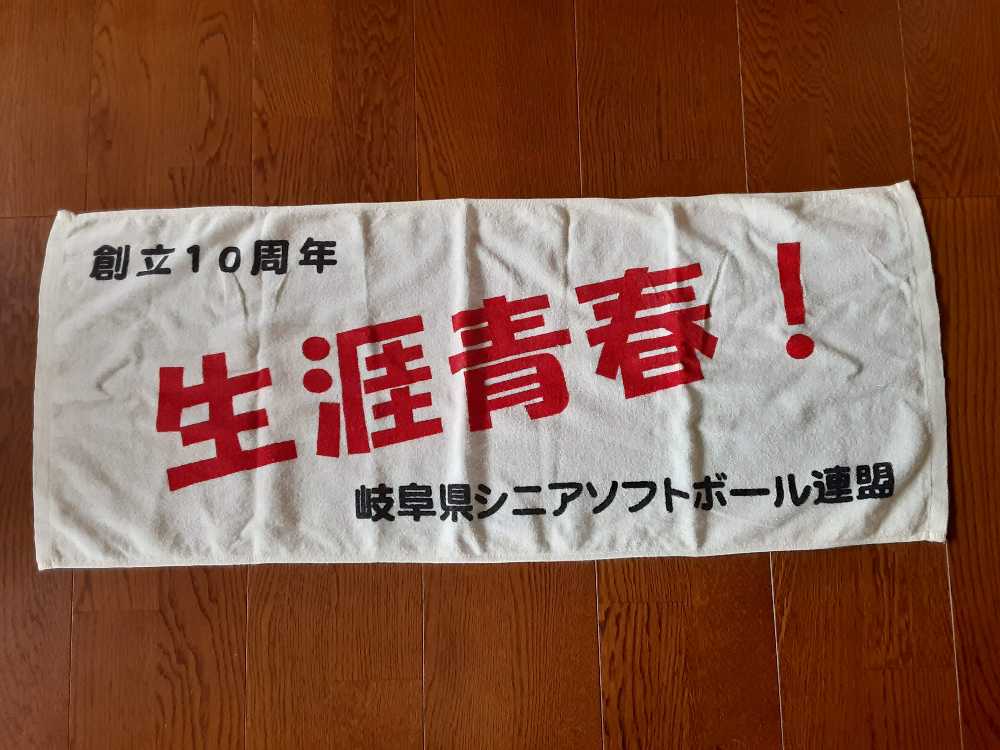 創立10周年
生涯青春！
岐阜県シニアソフトボール連盟